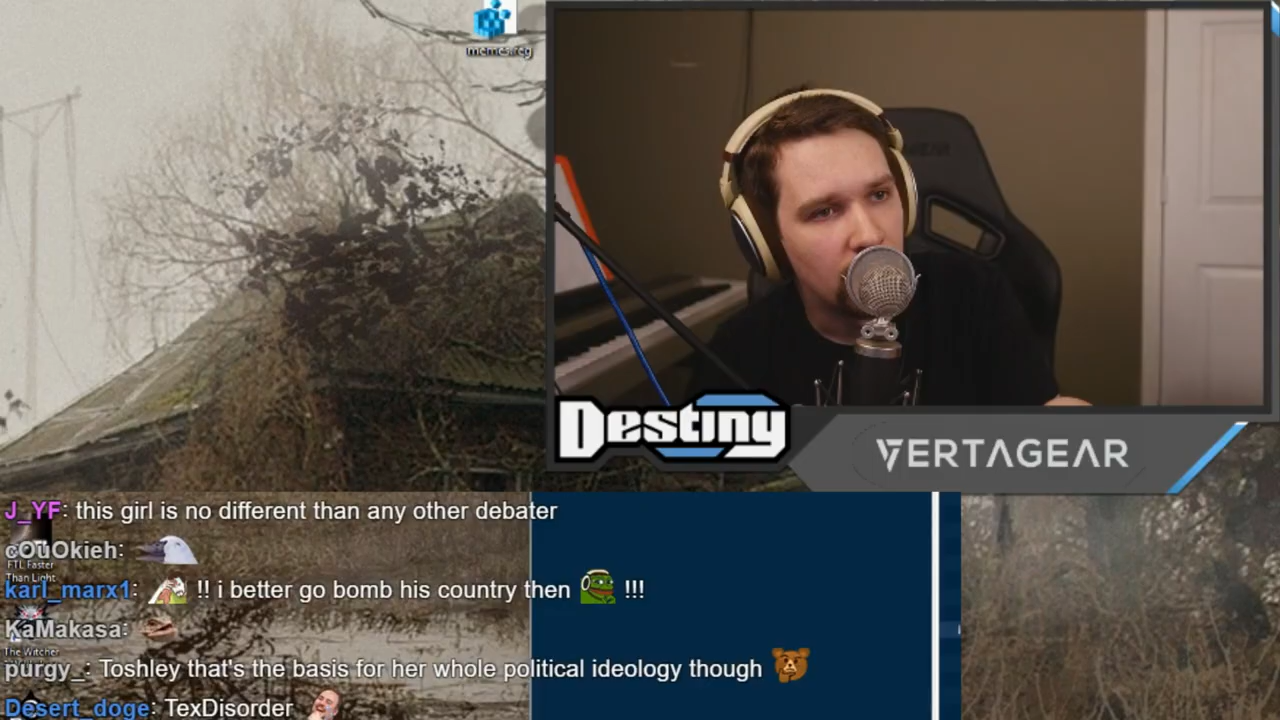 memes.reg
Destiny
VERTAGEAR
J_YF: this girl is no different than any other debater
cOuOkieh:
FTL Faster
Than Light
karl_marx1: !! i better go bomb his country then !!!
KaMakasa:
The Witcher
purgy_: Toshley that's the basis for her whole political ideology though
Desert_doge: TexDisorder